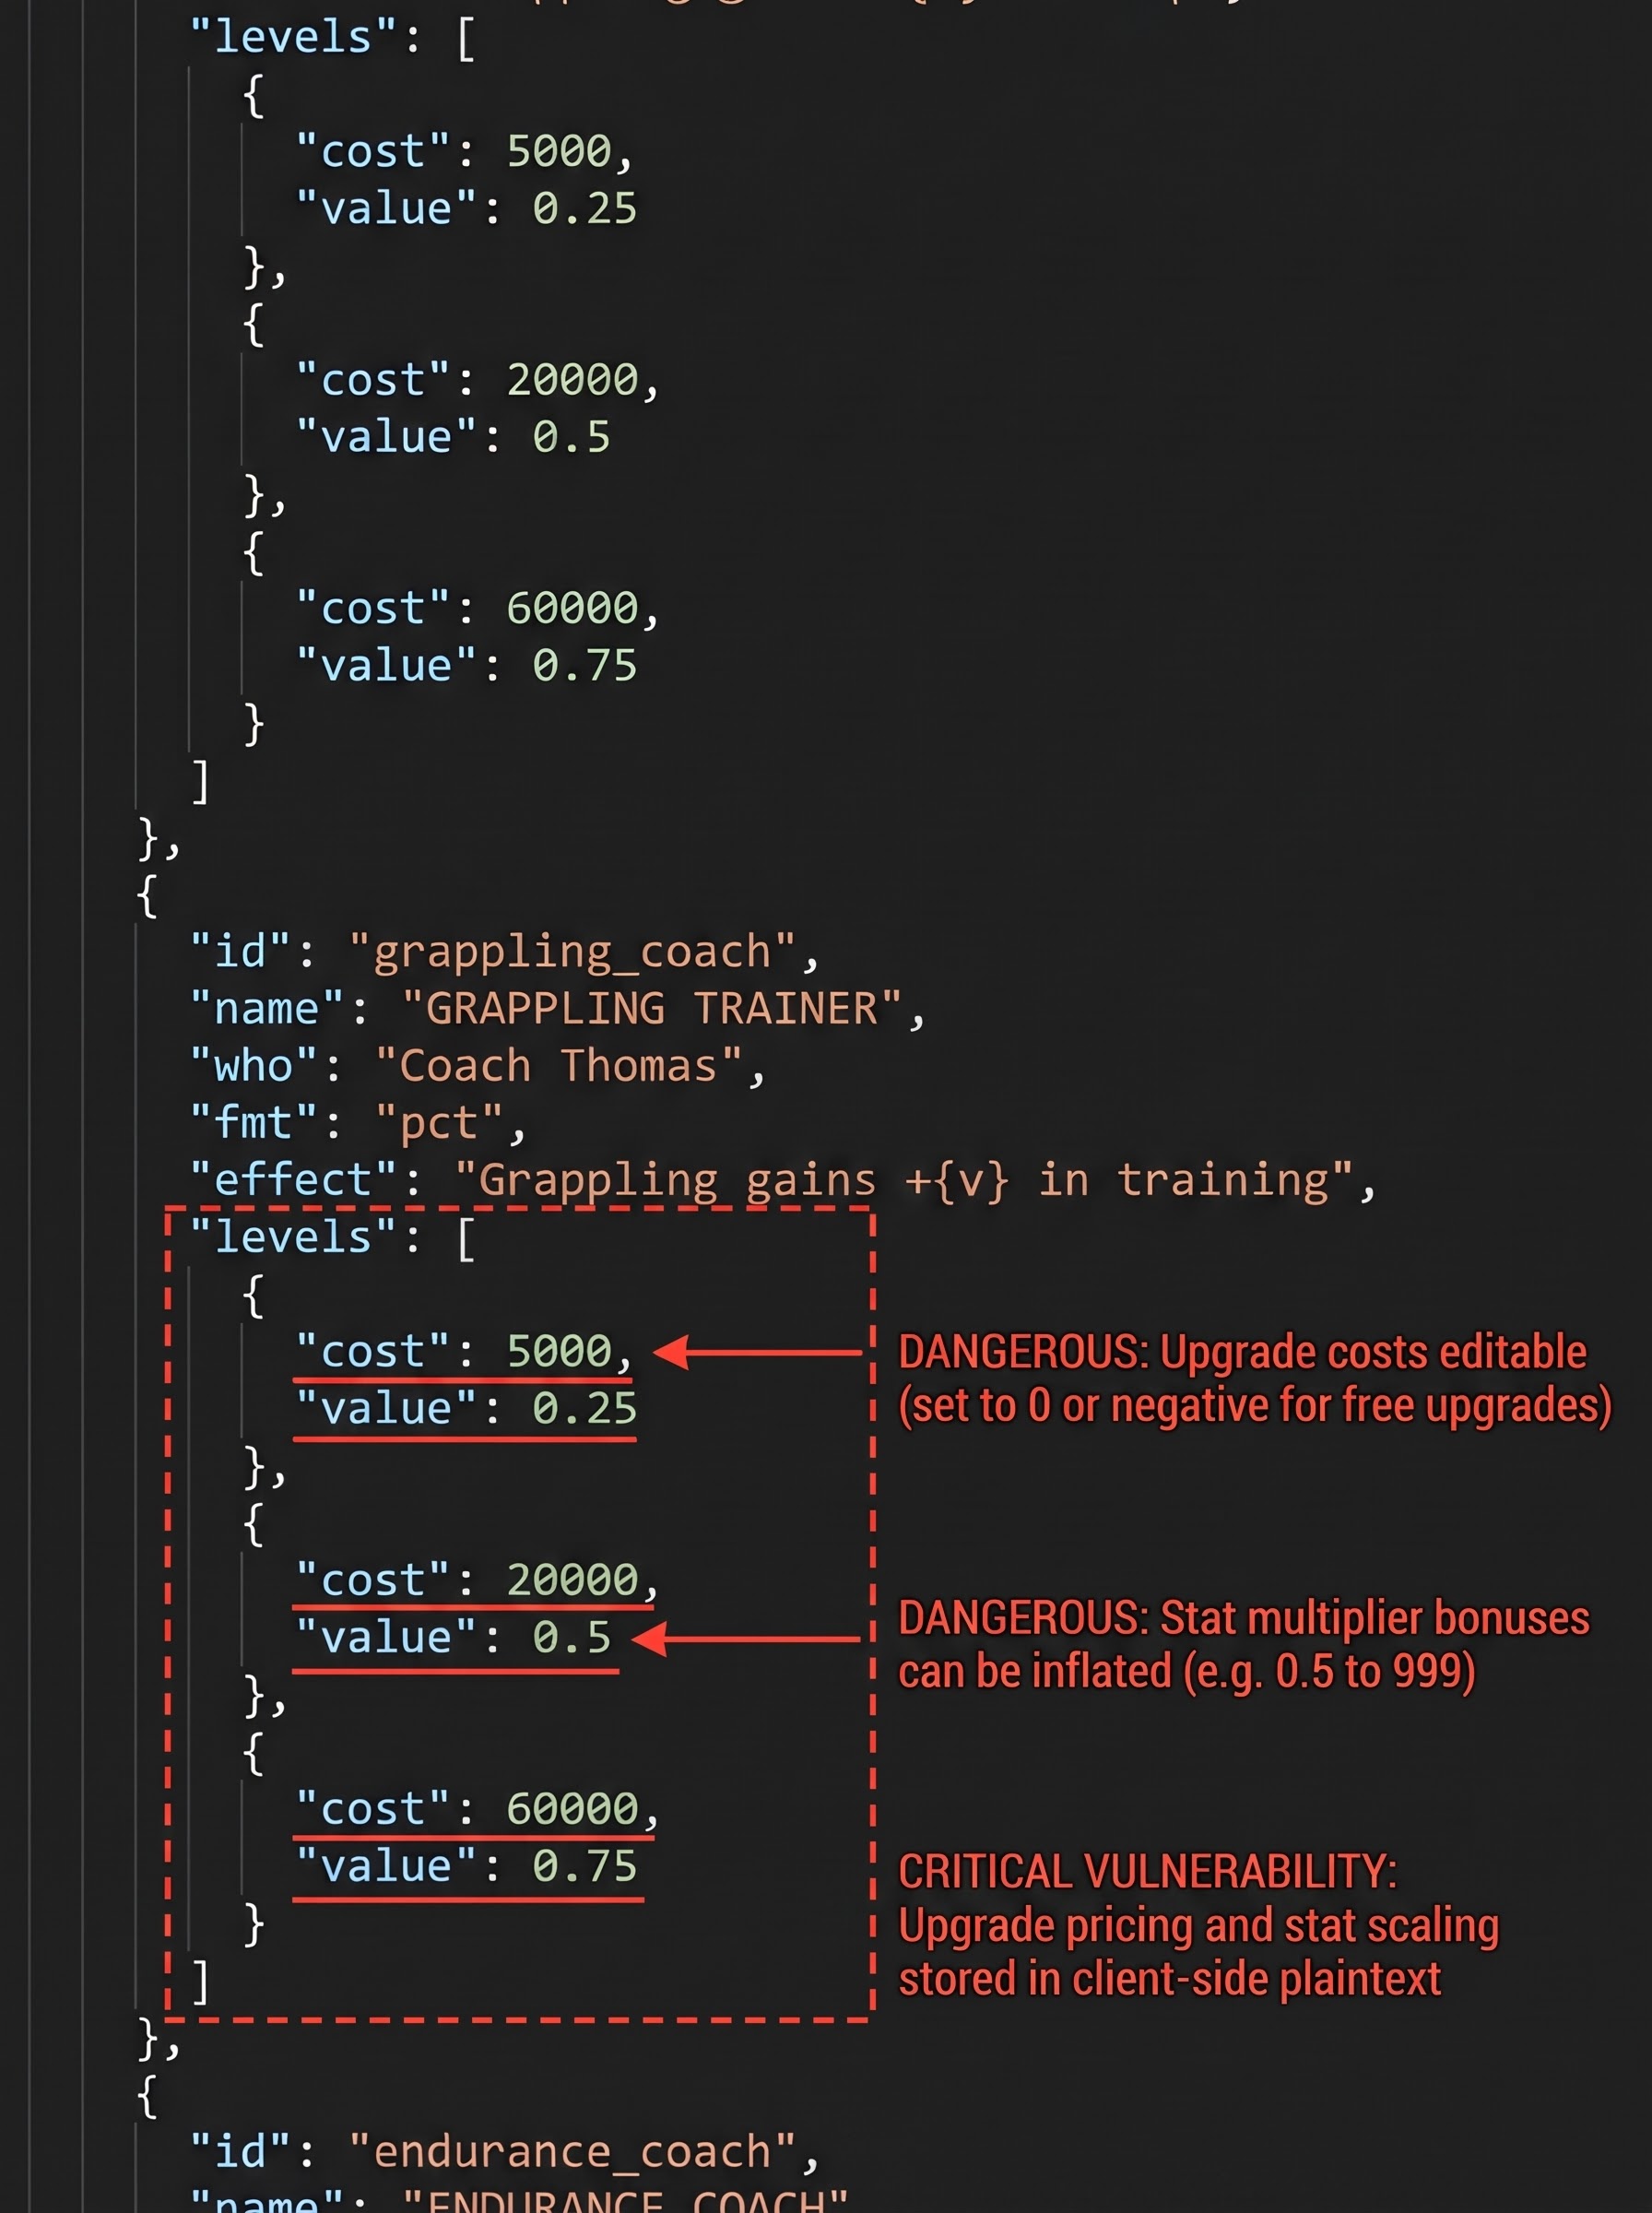 "levels": [
{
"cost": 5000,
"value": 0.25
},
{
"cost": 20000,
"value": 0.5
},
{
"cost": 60000,
"value": 0.75
}
]
},
{
"id": "grappling_coach",
"name": "GRAPPLING TRAINER",
"who": "Coach Thomas",
"fmt": "pct",
"effect": "Grappling gains +{v} in training",
"levels": [
{
"cost": 5000,
"value": 0.25
},
{
"cost": 20000,
"value": 0.5
},
{
"cost": 60000,
"value": 0.75
}
]
},
{
"id": "endurance_coach",
"name": "ENDURANCE COACH"
DANGEROUS: Upgrade costs editable
(set to 0 or negative for free upgrades)
DANGEROUS: Stat multiplier bonuses
can be inflated (e.g. 0.5 to 999)
CRITICAL VULNERABILITY:
Upgrade pricing and stat scaling
stored in client-side plaintext